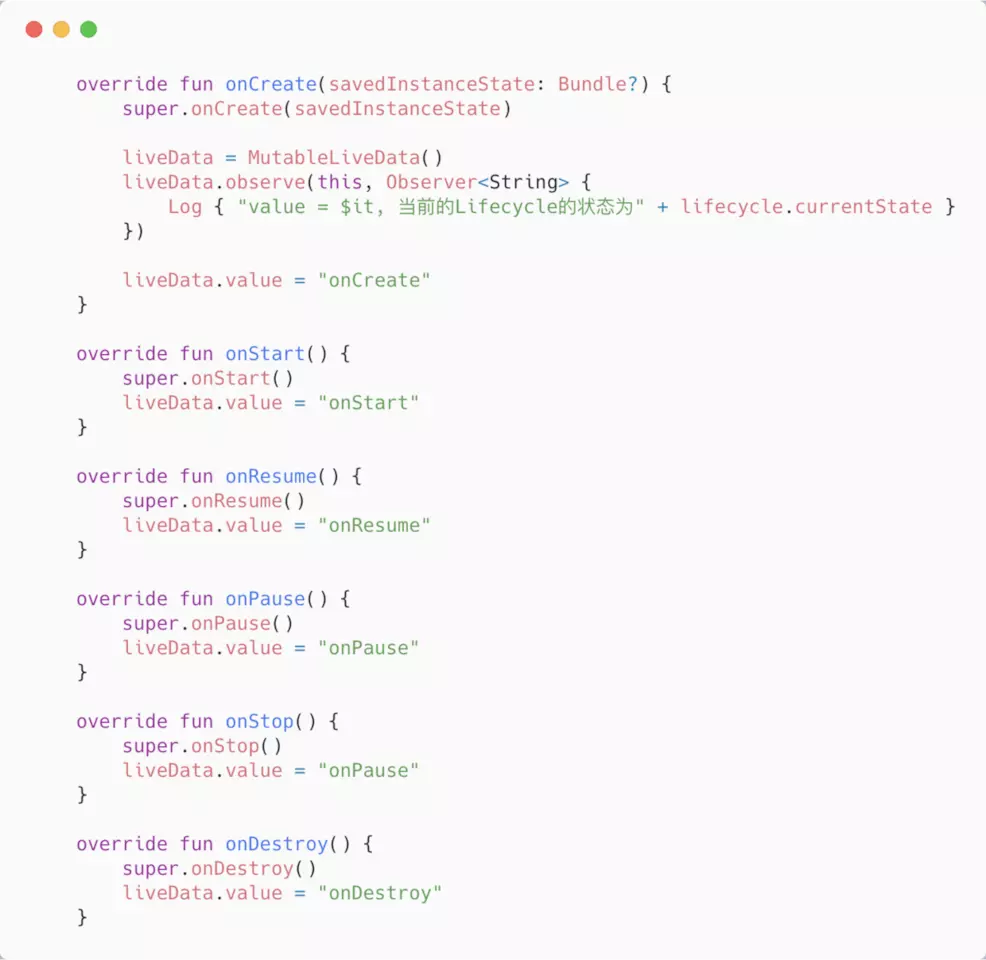 override fun onCreate(savedInstanceState: Bundle?) {
    super.onCreate(savedInstanceState)

    liveData = MutableLiveData()
    liveData.observe(this, Observer<String> {
        Log { "value = $it, 当前的Lifecycle的状态为" + lifecycle.currentState }
    })

    liveData.value = "onCreate"
}

override fun onStart() {
    super.onStart()
    liveData.value = "onStart"
}

override fun onResume() {
    super.onResume()
    liveData.value = "onResume"
}

override fun onPause() {
    super.onPause()
    liveData.value = "onPause"
}

override fun onStop() {
    super.onStop()
    liveData.value = "onPause"
}

override fun onDestroy() {
    super.onDestroy()
    liveData.value = "onDestroy"
}